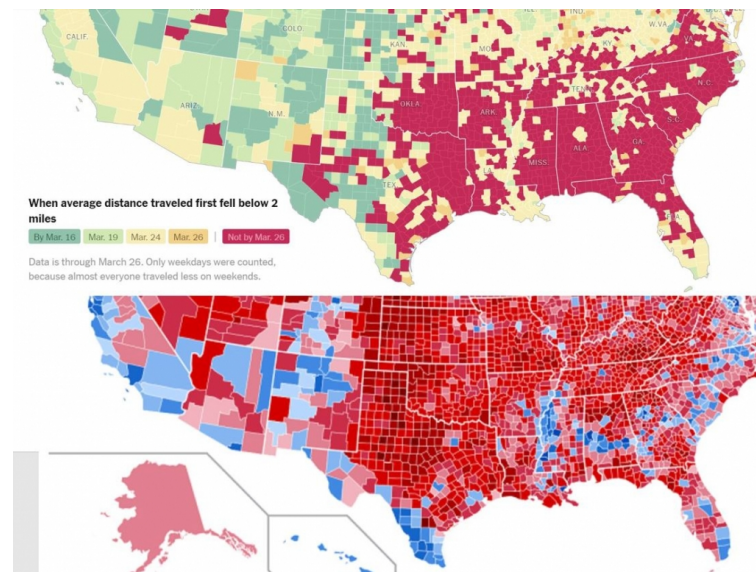 COLO.
CALIF.
KAN.
MO.
IND.
KY.
W.VA.
VA.
ARIZ.
N.M.
OKLA.
ARK.
TENN.
N.C.
S.C.
MISS.
ALA.
GA.
TEX.
LA.
FLA.
When average distance traveled first fell below 2
miles
By Mar. 16 Mar. 19 Mar. 24 Mar. 26 Not by Mar. 26
Data is through March 26. Only weekdays were counted,
because almost everyone traveled less on weekends.